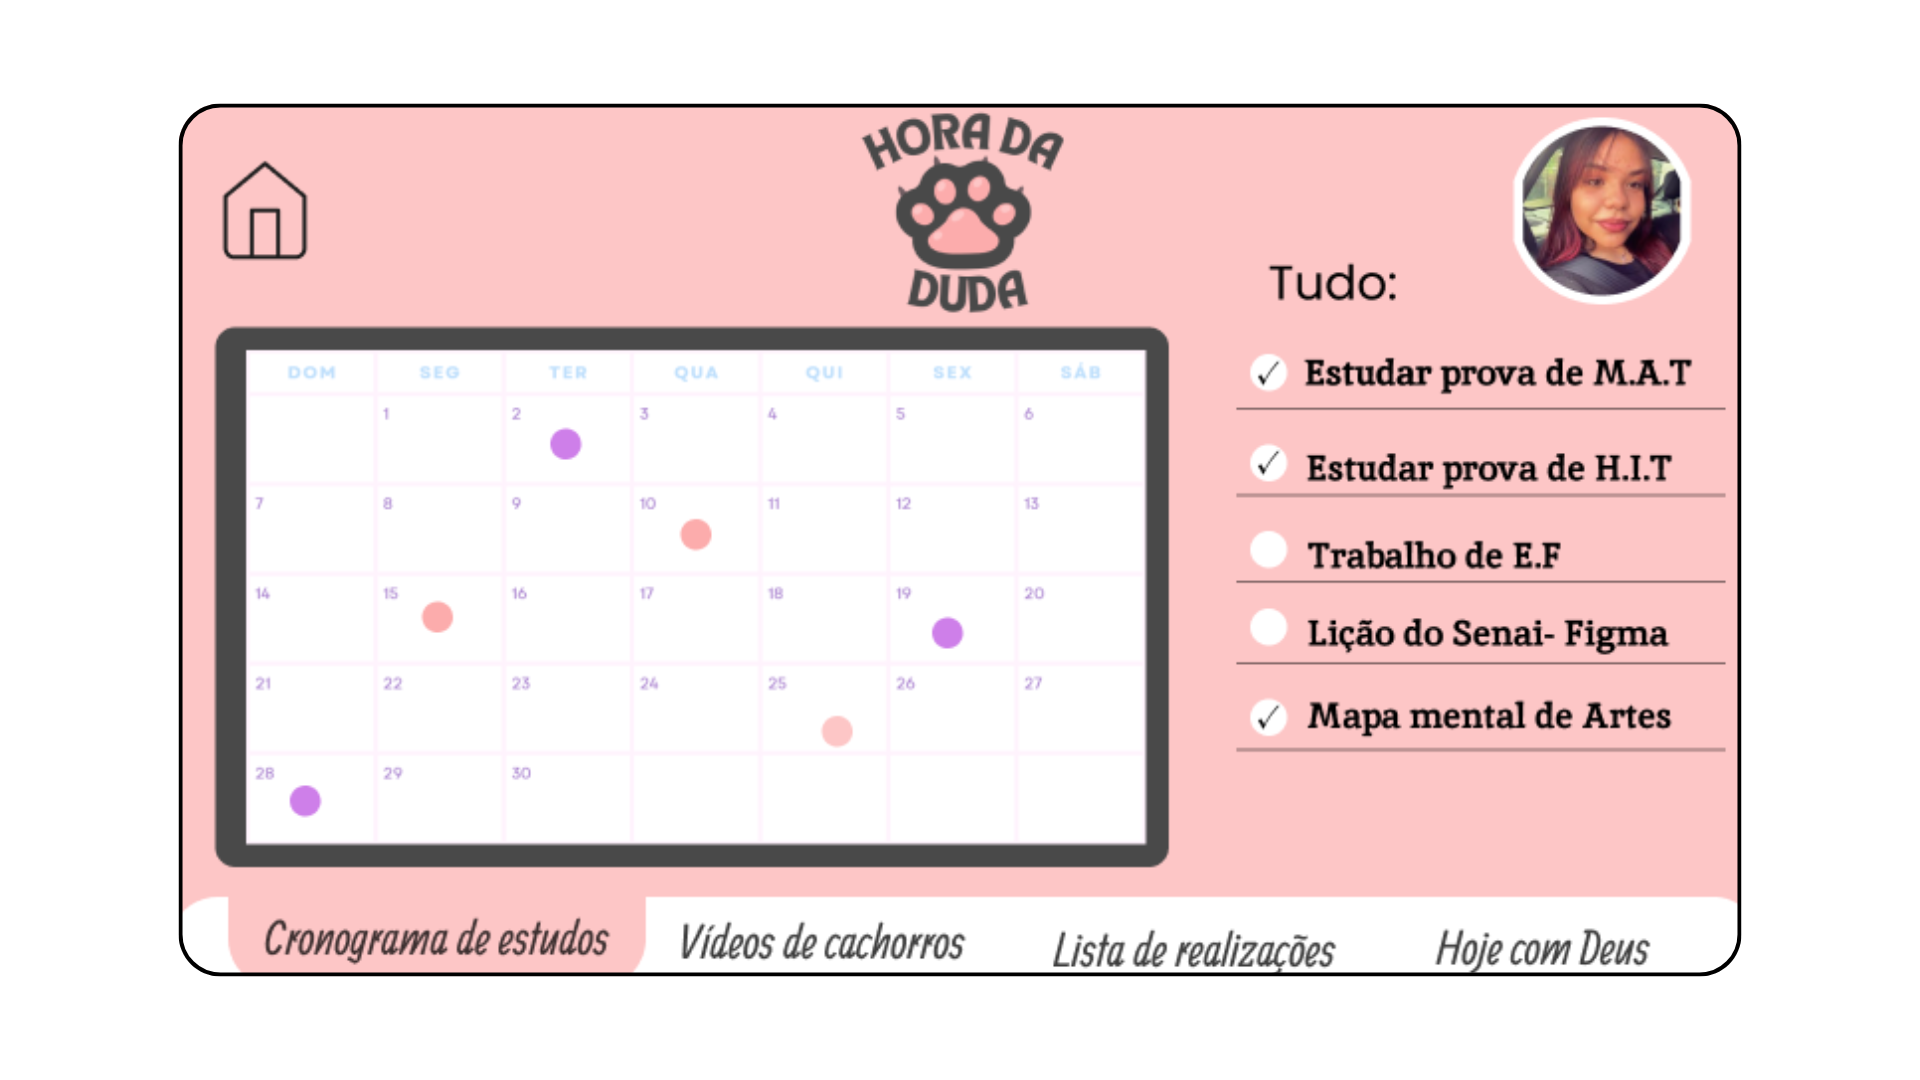 HORA DA
DUDA
Tudo:
DOM SEG TER QUA QUI SEX SÁB
1 2 3 4 5 6
7 8 9 10 11 12 13
14 15 16 17 18 19 20
21 22 23 24 25 26 27
28 29 30
✓ Estudar prova de M.A.T
✓ Estudar prova de H.I.T
Trabalho de E.F
Lição do Senai- Figma
✓ Mapa mental de Artes
Cronograma de estudos
Vídeos de cachorros
Lista de realizações
Hoje com Deus